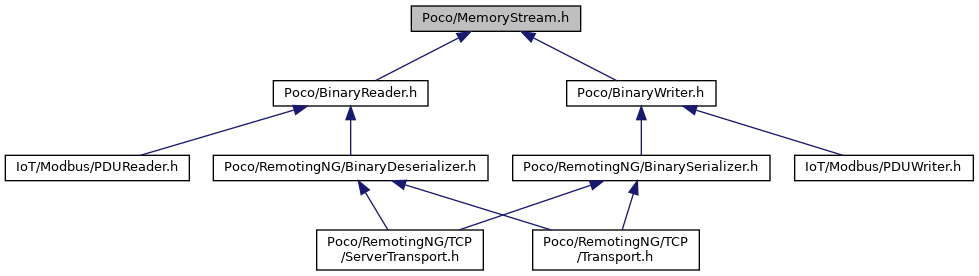 Poco/MemoryStream.h
Poco/BinaryReader.h
Poco/BinaryWriter.h
IoT/Modbus/PDUReader.h
Poco/RemotingNG/BinaryDeserializer.h
Poco/RemotingNG/BinarySerializer.h
IoT/Modbus/PDUWriter.h
Poco/RemotingNG/TCP
/ServerTransport.h
Poco/RemotingNG/TCP
/Transport.h